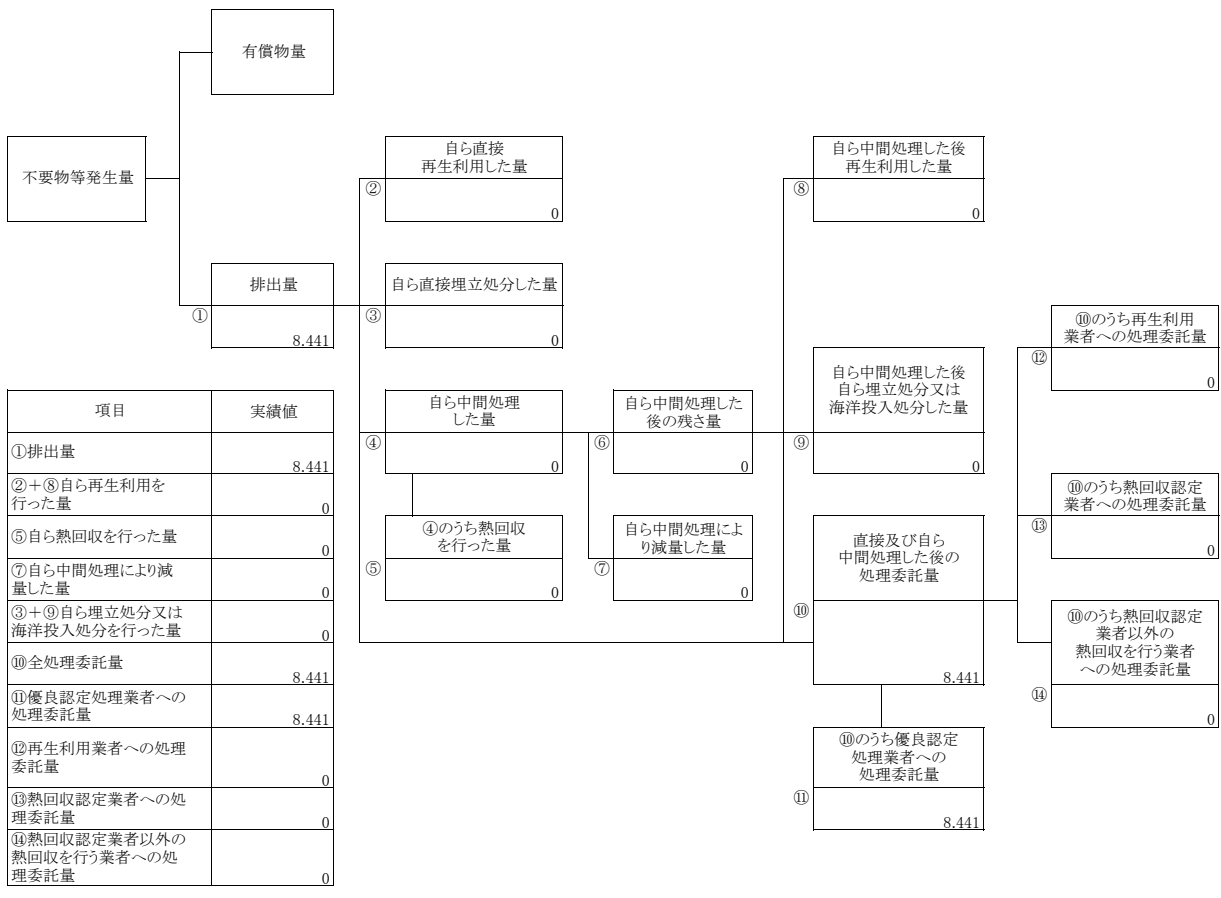 有償物量
不要物等発生量
自ら直接
再生利用した量
②
0
自ら中間処理した後
再生利用した量
⑧
0
排出量
①
8.441
自ら直接埋立処分した量
③
0
⑩のうち再生利用
業者への処理委託量
⑫
0
自ら中間処理した後
自ら埋立処分又は
海洋投入処分した量
⑨
0
自ら中間処理
した量
④
0
自ら中間処理した
後の残さ量
⑥
0
⑩のうち熱回収認定
業者への処理委託量
⑬
0
④のうち熱回収
を行った量
⑤
0
自ら中間処理によ
り減量した量
⑦
0
直接及び自ら
中間処理した後の
処理委託量
⑩
8.441
⑩のうち熱回収認定
業者以外の
熱回収を行う業者
への処理委託量
⑭
0
⑩のうち優良認定
処理業者への
処理委託量
⑪
8.441
項目 実績値
①排出量
8.441
②＋⑧自ら再生利用を
行った量
0
⑤自ら熱回収を行った量
0
⑦自ら中間処理により減
量した量
0
③＋⑨自ら埋立処分又は
海洋投入処分を行った量
0
⑩全処理委託量
8.441
⑪優良認定処理業者への
処理委託量
8.441
⑫再生利用業者への処理
委託量
0
⑬熱回収認定業者への処
理委託量
0
⑭熱回収認定業者以外の
熱回収を行う業者への処
理委託量
0